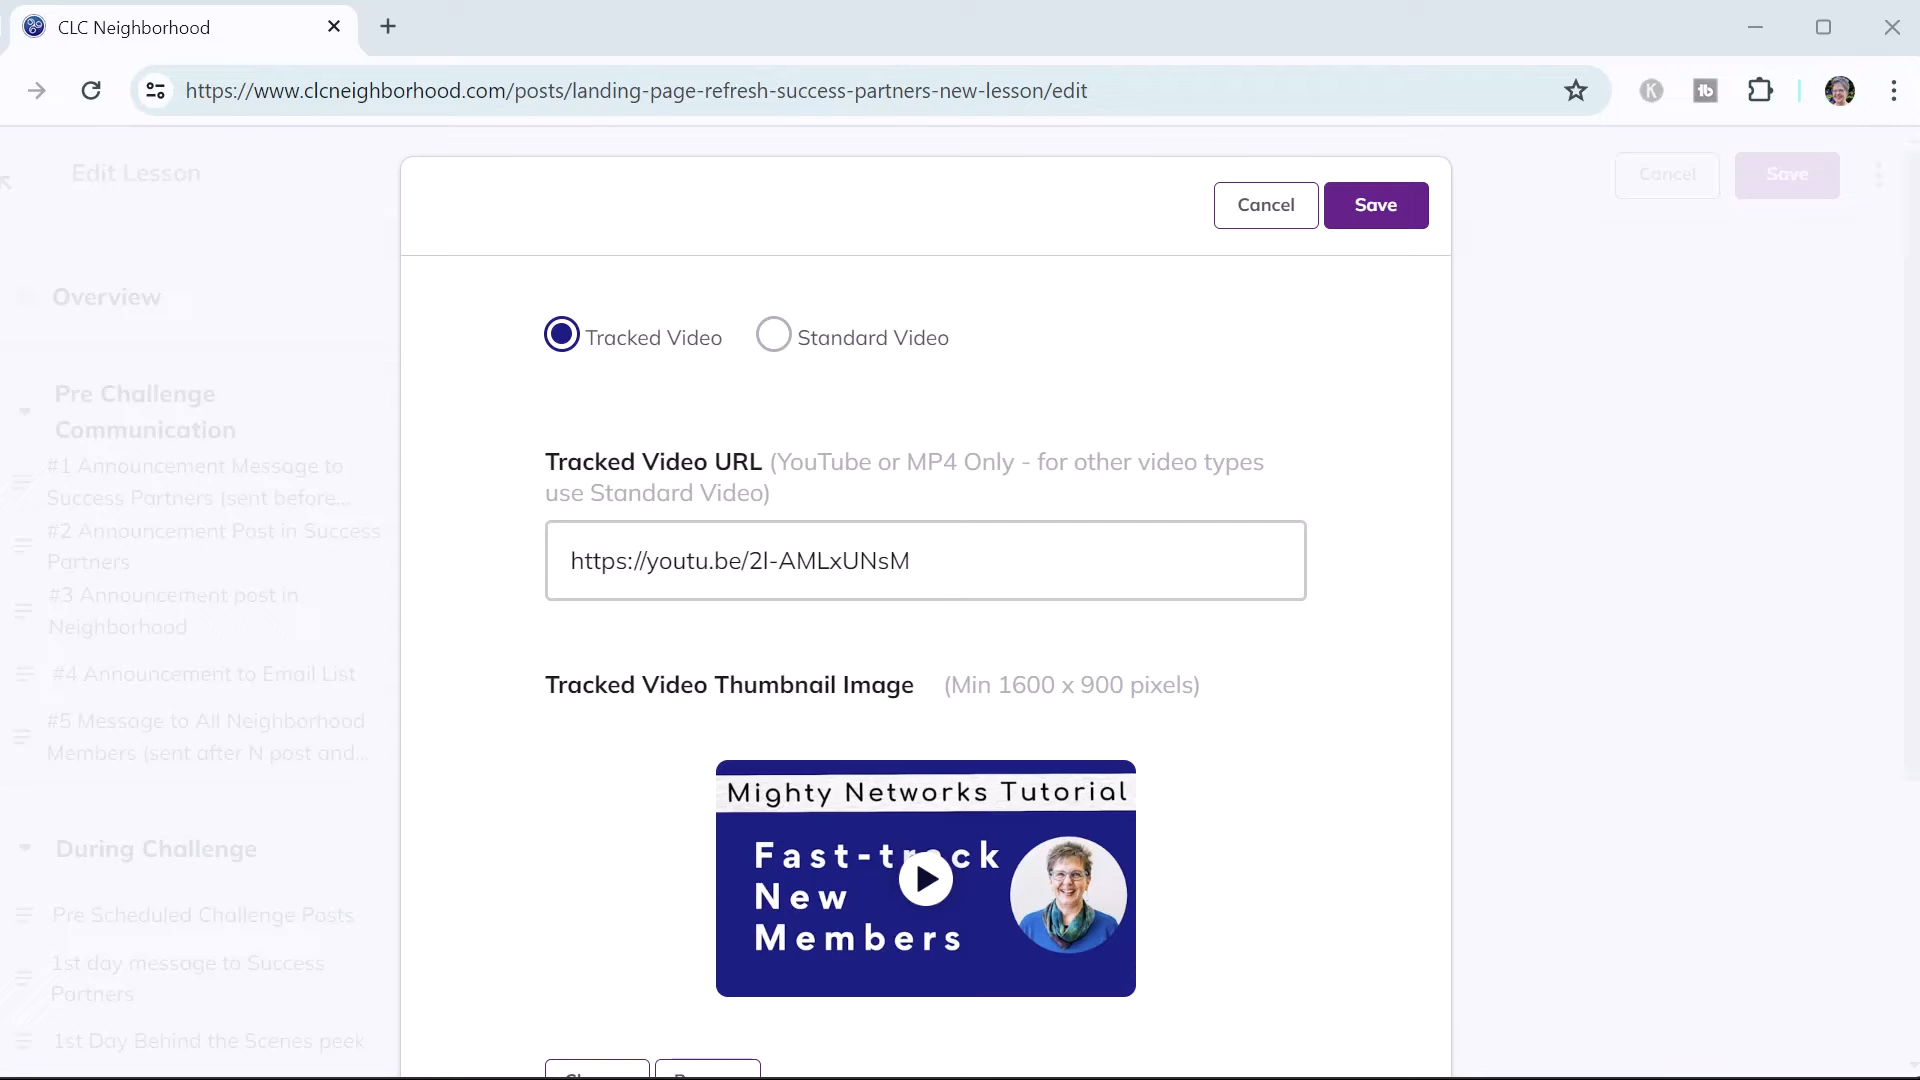 CLC Neighborhood
https://www.clcneighborhood.com/posts/landing-page-refresh-success-partners-new-lesson/edit
Edit Lesson
Cancel
Save
Cancel
Save
Overview
Pre Challenge
Communication
#1 Announcement Message to
Success Partners (sent before...
#2 Announcement Post in Success
Partners
#3 Announcement post in
Neighborhood
#4 Announcement to Email List
#5 Message to All Neighborhood
Members (sent after N post and...
During Challenge
Pre Scheduled Challenge Posts
1st day message to Success
Partners
1st Day Behind the Scenes peek
Tracked Video
Standard Video
Tracked Video URL (YouTube or MP4 Only - for other video types
use Standard Video)
https://youtu.be/2I-AMLxUNsM
Tracked Video Thumbnail Image (Min 1600 x 900 pixels)
Mighty Networks Tutorial
Fast-track
New
Members